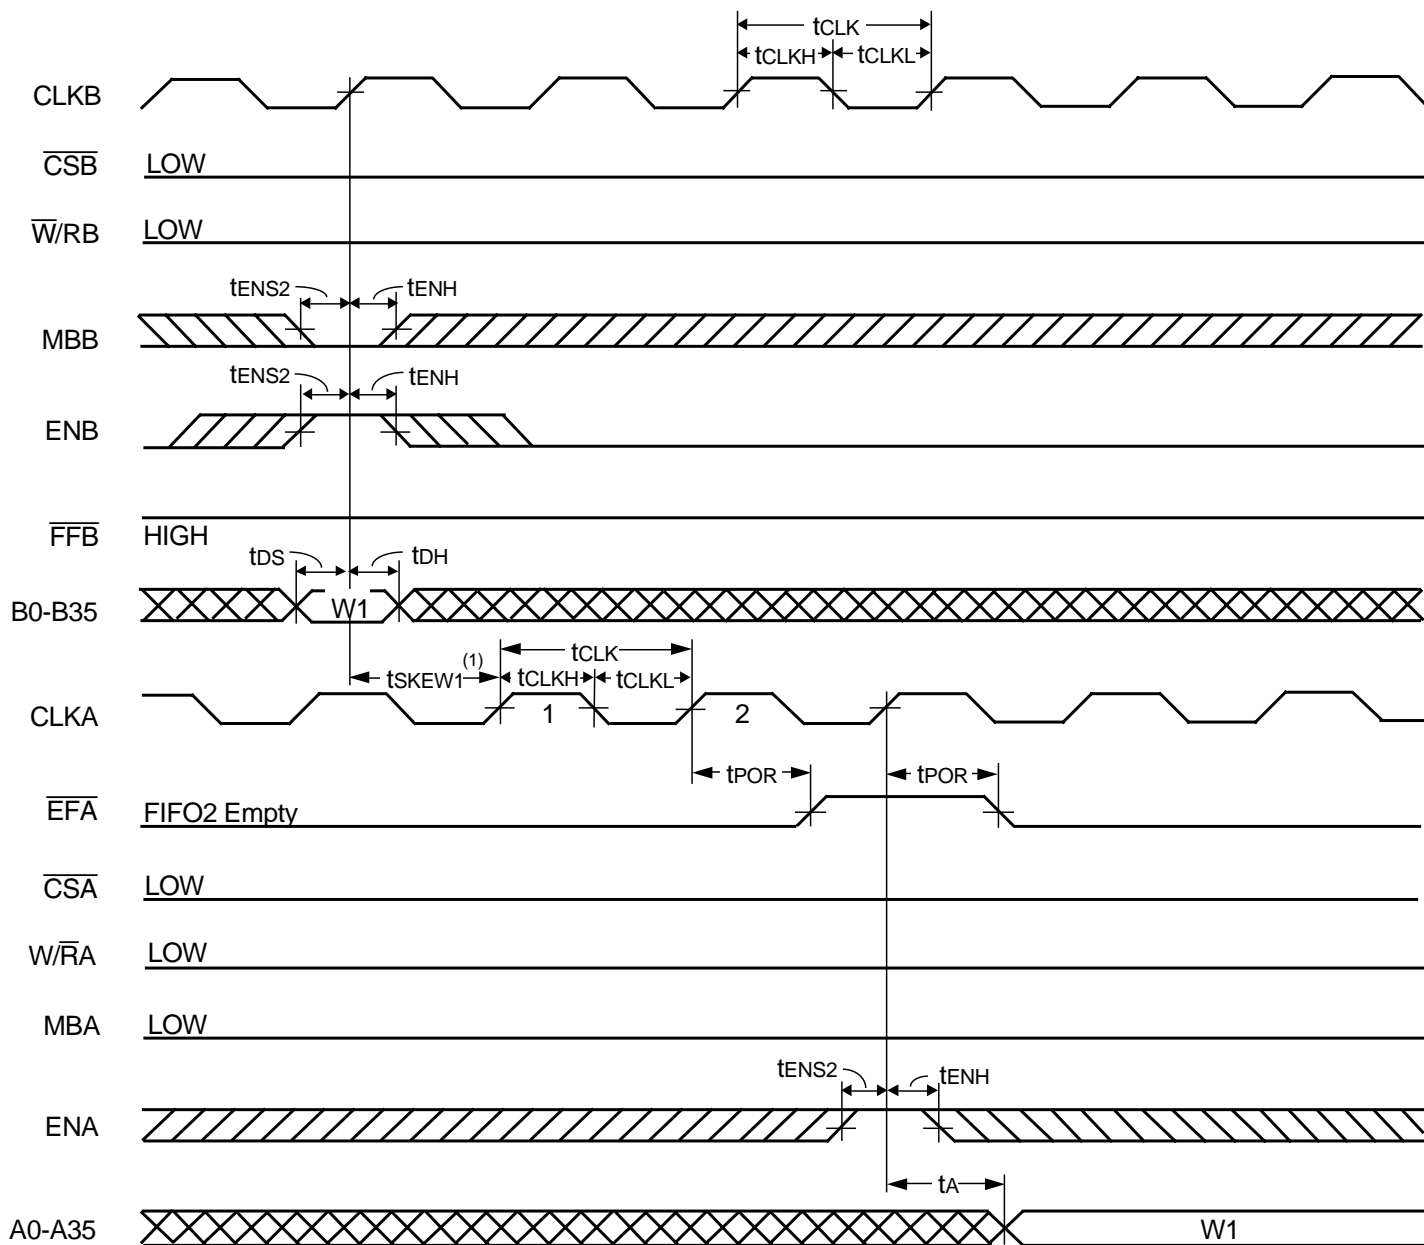 tCLK
tCLKH tCLKL
CLKB
CSB LOW
W/RB LOW
tENS2 tENH
MBB
tENS2 tENH
ENB
FFB HIGH
tDS tDH
B0-B35 W1
tCLK
tSKEW1(1) tCLKH tCLKL
CLKA 1 2
tPOR tPOR
EFA FIFO2 Empty
CSA LOW
W/RA LOW
MBA LOW
tENS2 tENH
ENA
tA
A0-A35 W1